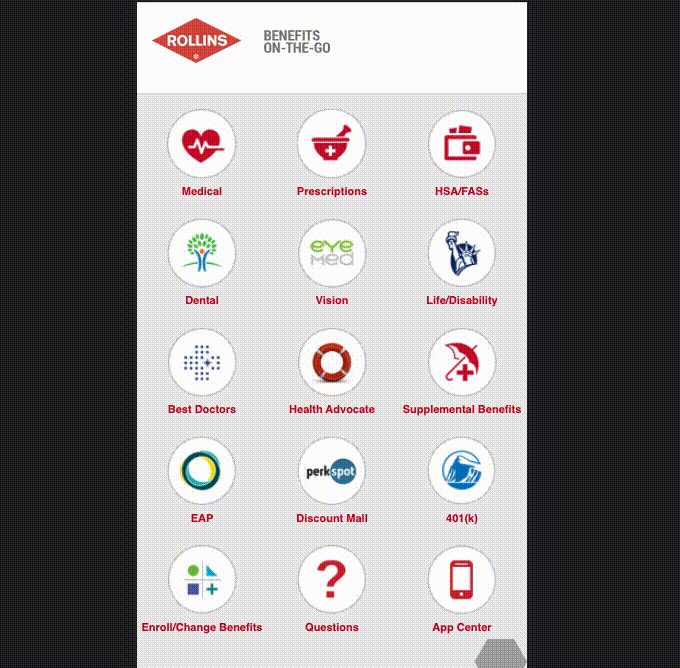 ROLLINS
®
BENEFITS
ON-THE-GO
Medical
Prescriptions
HSA/FASs
Dental
eye
med
Vision
Life/Disability
Best Doctors
Health Advocate
Supplemental Benefits
EAP
perkspot
Discount Mall
401(k)
Enroll/Change Benefits
?
Questions
App Center